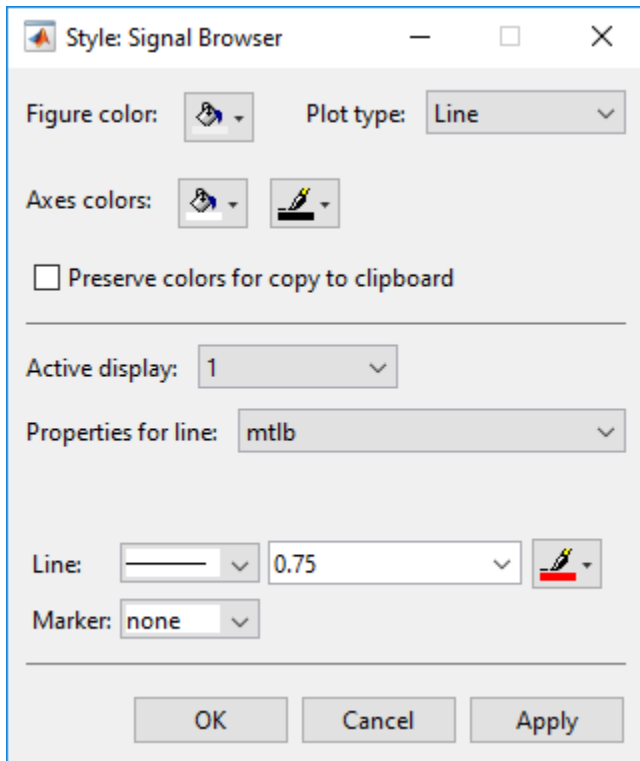 Style: Signal Browser
Figure color: Plot type: Line
Axes colors:
Preserve colors for copy to clipboard
Active display: 1
Properties for line: mtlb
Line: 0.75
Marker: none
OK Cancel Apply